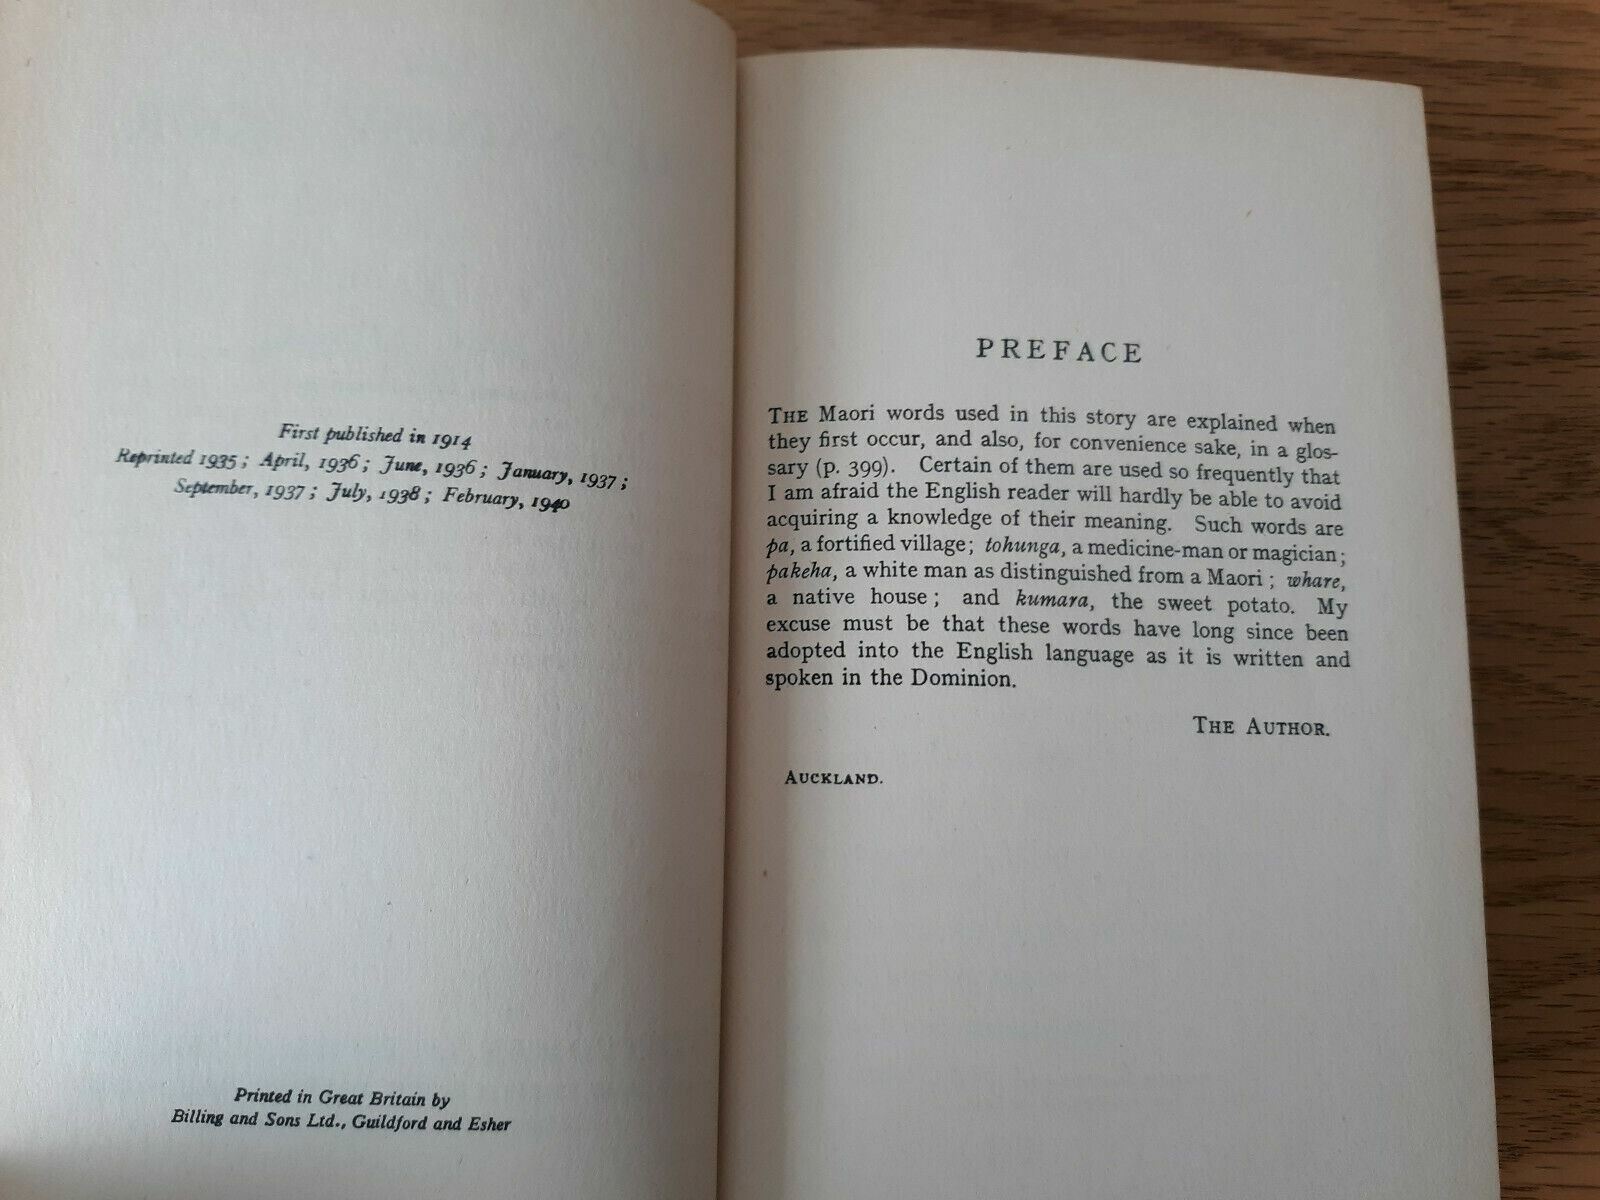 First published in 1914
Reprinted 1935; April, 1936; June, 1936; January, 1937;
September, 1937; July, 1938; February, 1940
Printed in Great Britain by
Billing and Sons Ltd., Guildford and Esher
PREFACE
THE Maori words used in this story are explained when
they first occur, and also, for convenience sake, in a glos-
sary (p. 399). Certain of them are used so frequently that
I am afraid the English reader will hardly be able to avoid
acquiring a knowledge of their meaning. Such words are
pa, a fortified village; tohunga, a medicine-man or magician;
pakeha, a white man as distinguished from a Maori; whare,
a native house; and kumara, the sweet potato. My
excuse must be that these words have long since been
adopted into the English language as it is written and
spoken in the Dominion.
THE AUTHOR.
AUCKLAND.